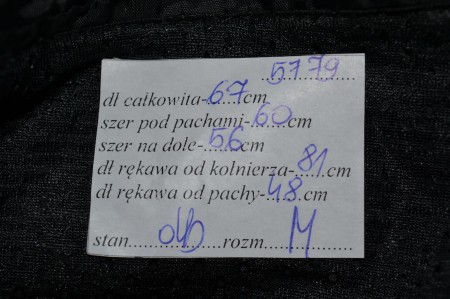 5779
dł całkowita-67cm
szer pod pachami-60cm
szer na dole-56cm
dł rękawa od kolnierza-81cm
dł rękawa od pachy-48cm
stan db rozm M